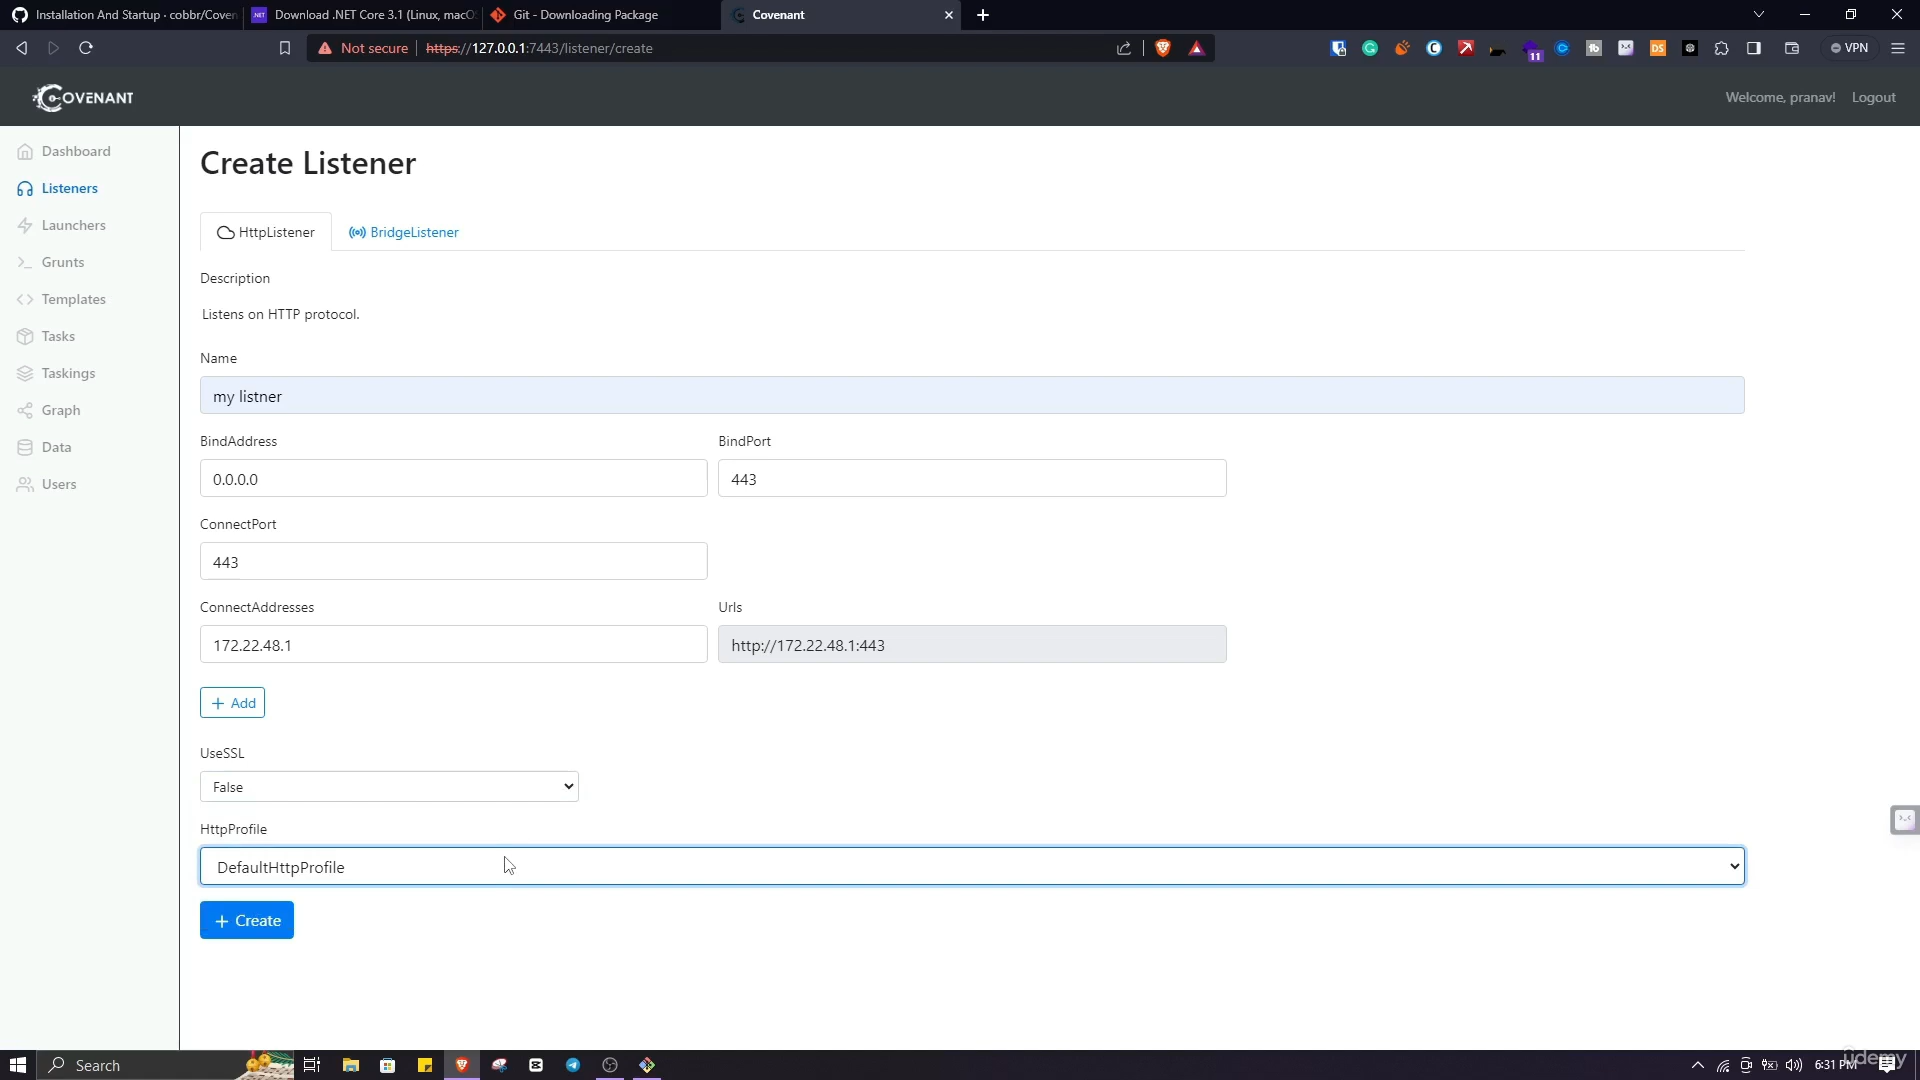 Installation And Startup · cobbr/Coven
Download .NET Core 3.1 (Linux, macO
Git - Downloading Package
Covenant
Not secure
https://127.0.0.1:7443/listener/create
11
DS
VPN
COVENANT
Welcome, pranav!
Logout
Dashboard
Listeners
Launchers
Grunts
Templates
Tasks
Taskings
Graph
Data
Users
Create Listener
HttpListener
BridgeListener
Description
Listens on HTTP protocol.
Name
my listner
BindAddress
BindPort
0.0.0.0
443
ConnectPort
443
ConnectAddresses
Urls
172.22.48.1
http://172.22.48.1:443
+ Add
UseSSL
False
HttpProfile
DefaultHttpProfile
+ Create
Search
6:31 PM
udemy